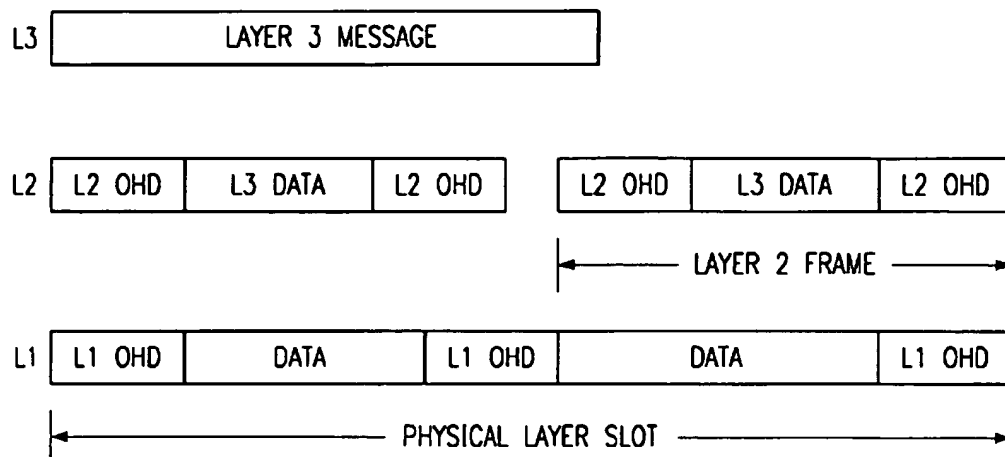 L3 LAYER 3 MESSAGE
L2 L2 OHD L3 DATA L2 OHD L2 OHD L3 DATA L2 OHD
LAYER 2 FRAME
L1 L1 OHD DATA L1 OHD DATA L1 OHD
PHYSICAL LAYER SLOT